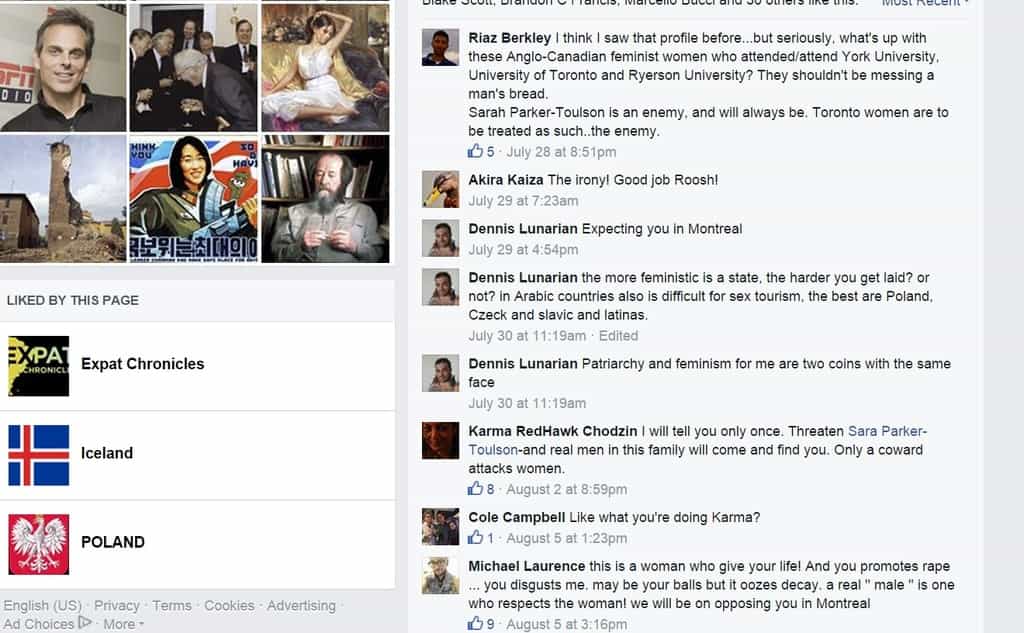 Blake Scott, Brandon C Francis, Marcello Bucci and 30 others like this.
Most Recent
Riaz Berkley I think I saw that profile before...but seriously, what's up with
these Anglo-Canadian feminist women who attended/attend York University,
University of Toronto and Ryerson University? They shouldn't be messing a
man's bread.
Sarah Parker-Toulson is an enemy, and will always be. Toronto women are to
be treated as such..the enemy.
5 · July 28 at 8:51pm
Akira Kaiza The irony! Good job Roosh!
July 29 at 7:23am
Dennis Lunarian Expecting you in Montreal
July 29 at 4:54pm
Dennis Lunarian the more feministic is a state, the harder you get laid? or
not? in Arabic countries also is difficult for sex tourism, the best are Poland,
Czeck and slavic and latinas.
July 30 at 11:19am · Edited
Dennis Lunarian Patriarchy and feminism for me are two coins with the same
face
July 30 at 11:19am
Karma RedHawk Chodzin I will tell you only once. Threaten Sara Parker-
Toulson-and real men in this family will come and find you. Only a coward
attacks women.
8 · August 2 at 8:59pm
Cole Campbell Like what you're doing Karma?
1 · August 5 at 1:23pm
Michael Laurence this is a woman who give your life! And you promotes rape
... you disgusts me. may be your balls but it oozes decay. a real " male " is one
who respects the woman! we will be on opposing you in Montreal
9 · August 5 at 3:16pm
LIKED BY THIS PAGE
EXPAT
CHRONICL
Expat Chronicles
Iceland
POLAND
English (US) · Privacy · Terms · Cookies · Advertising ·
Ad Choices · More